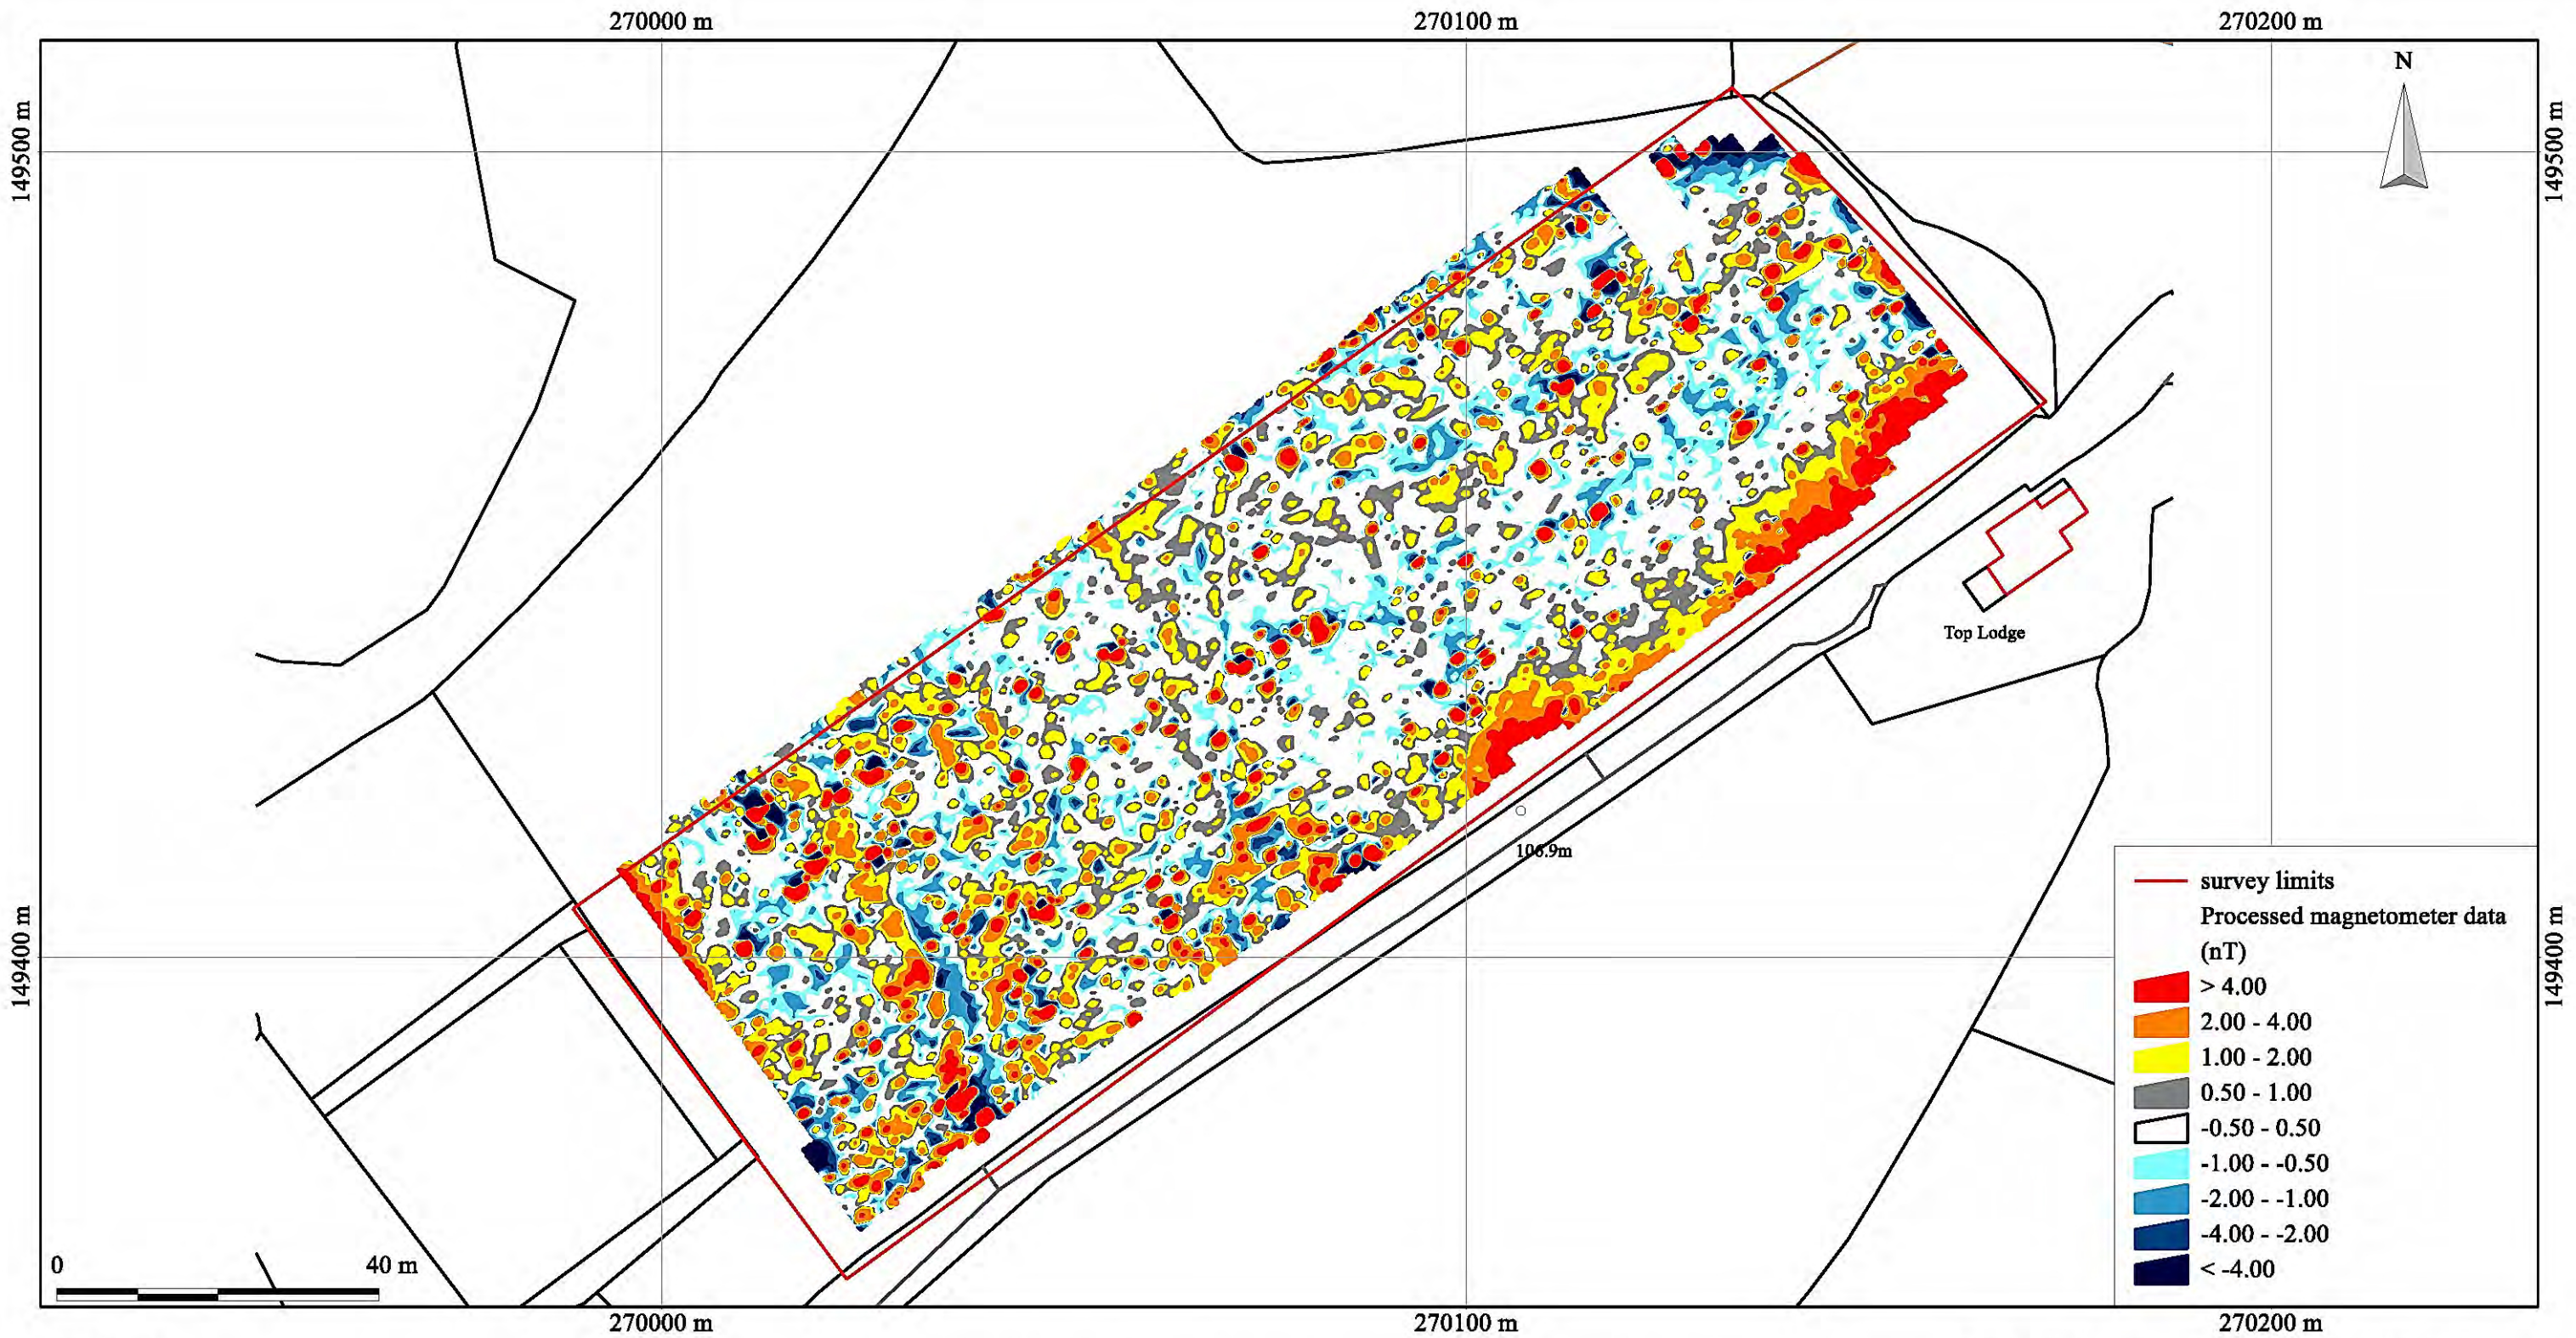 270000 m
270100 m
270200 m
N
149500 m
149500 m
Top Lodge
106.9m
survey limits
Processed magnetometer data
(nT)
> 4.00
2.00 - 4.00
1.00 - 2.00
0.50 - 1.00
-0.50 - 0.50
-1.00 - -0.50
-2.00 - -1.00
-4.00 - -2.00
< -4.00
149400 m
149400 m
0
40 m
270000 m
270100 m
270200 m